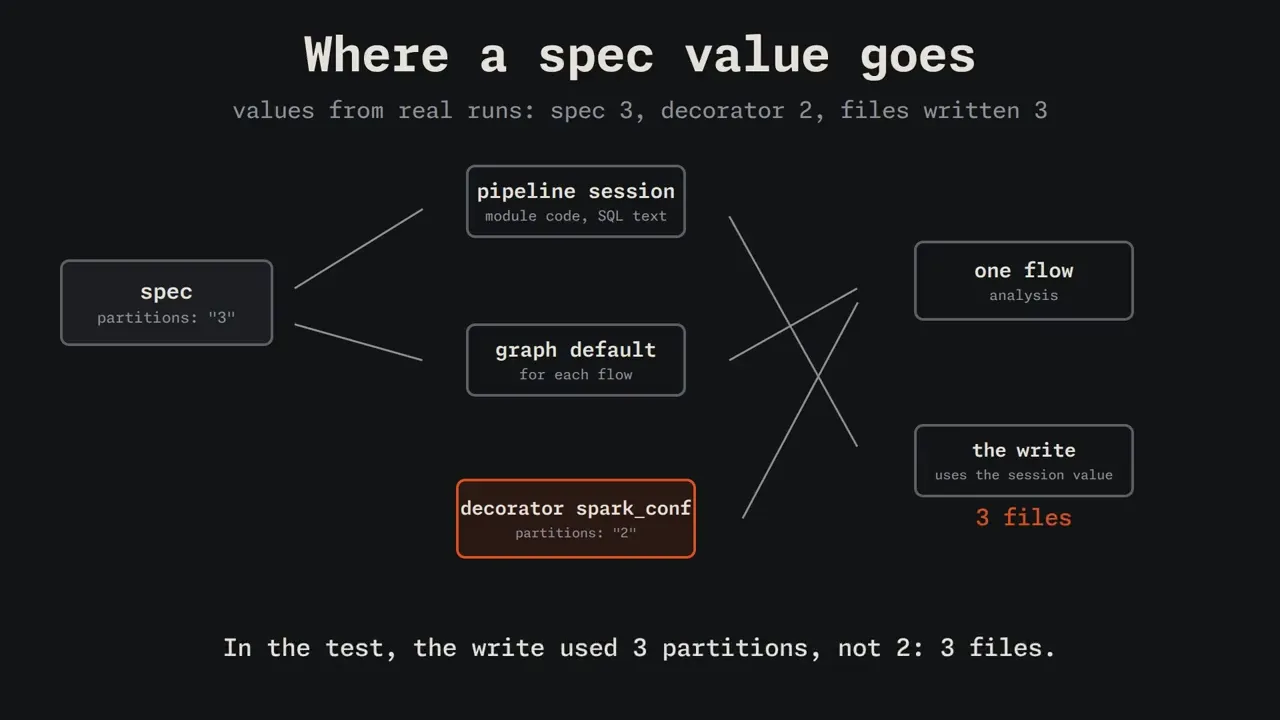 Where a spec value goes
values from real runs: spec 3, decorator 2, files written 3
pipeline session
module code, SQL text
spec
partitions: "3"
graph default
for each flow
decorator spark_conf
partitions: "2"
one flow
analysis
the write
uses the session value
3 files
In the test, the write used 3 partitions, not 2: 3 files.